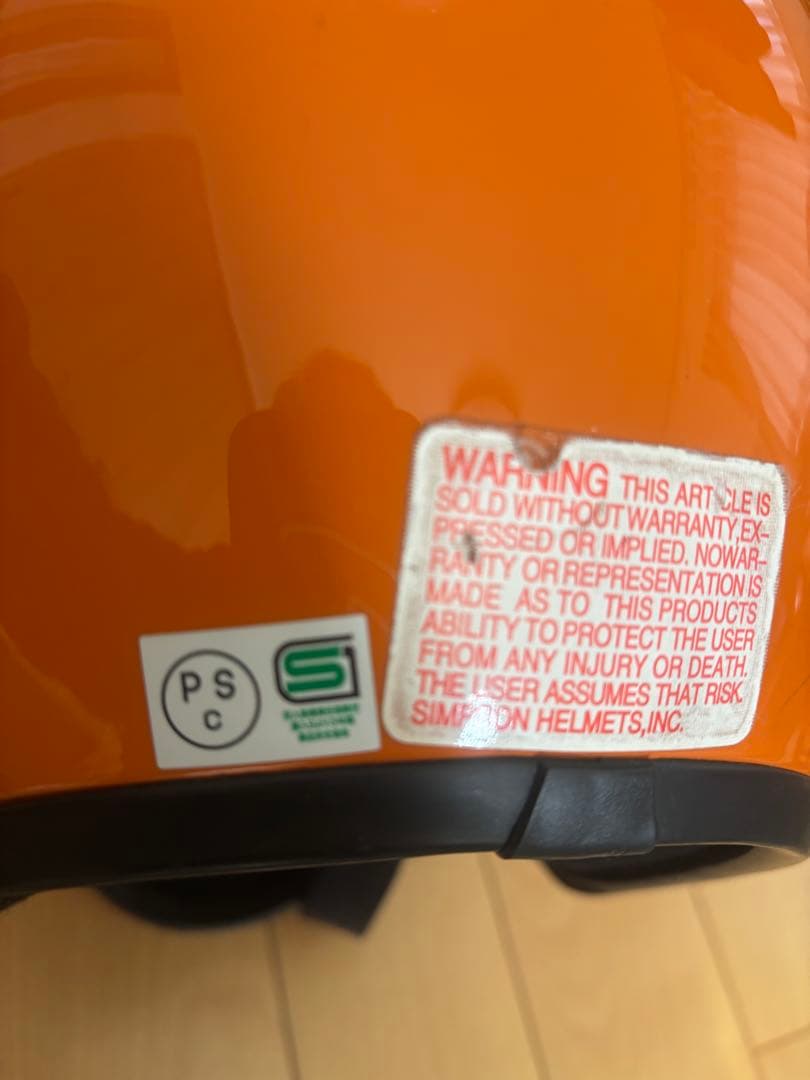 WARNING THIS ARTICLE IS
SOLD WITHOUT WARRANTY,EX-
PRESSED OR IMPLIED. NOWAR-
RANTY OR REPRESENTATION IS
MADE AS TO THIS PRODUCTS
ABILITY TO PROTECT THE USER
FROM ANY INJURY OR DEATH.
THE USER ASSUMES THAT RISK.
SIMPSON HELMETS,INC.
P S
C
S